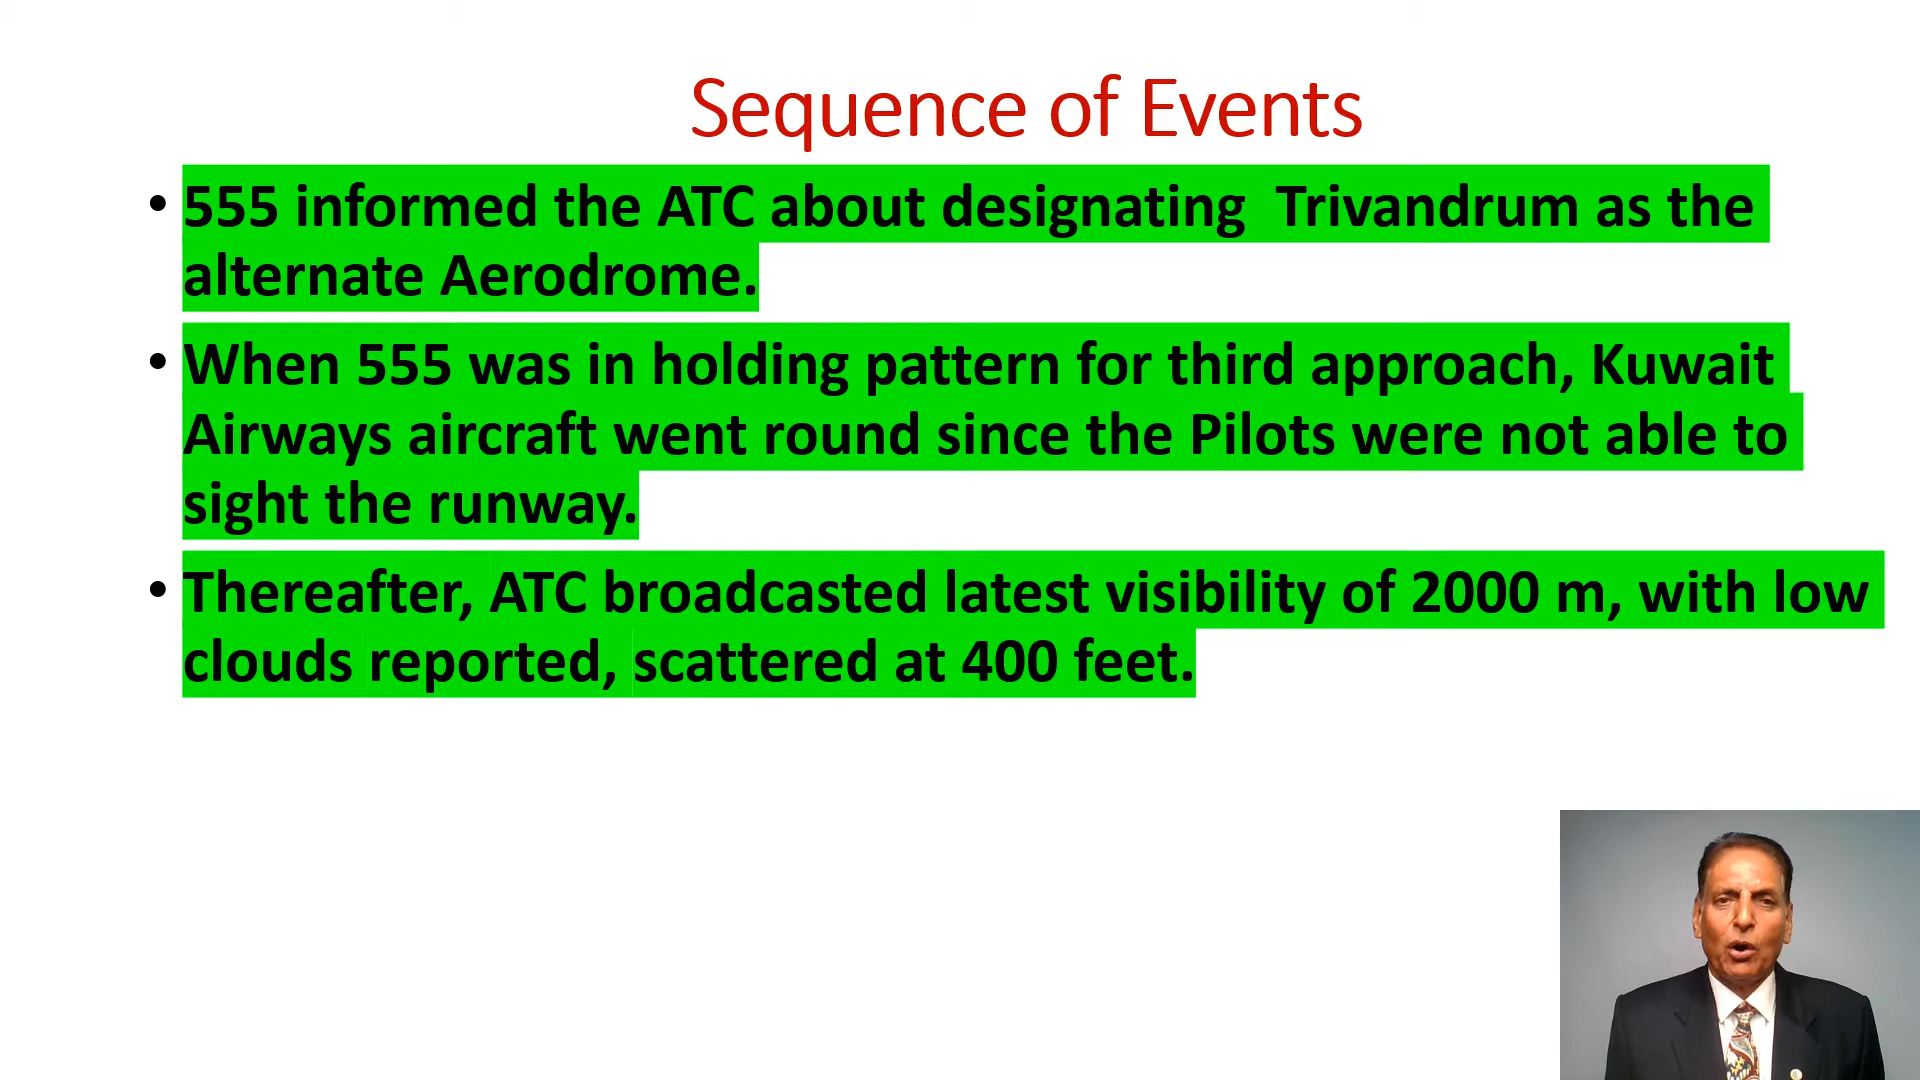 Sequence of Events
• 555 informed the ATC about designating  Trivandrum as the
alternate Aerodrome.
• When 555 was in holding pattern for third approach, Kuwait
Airways aircraft went round since the Pilots were not able to
sight the runway.
• Thereafter, ATC broadcasted latest visibility of 2000 m, with low
clouds reported, scattered at 400 feet.